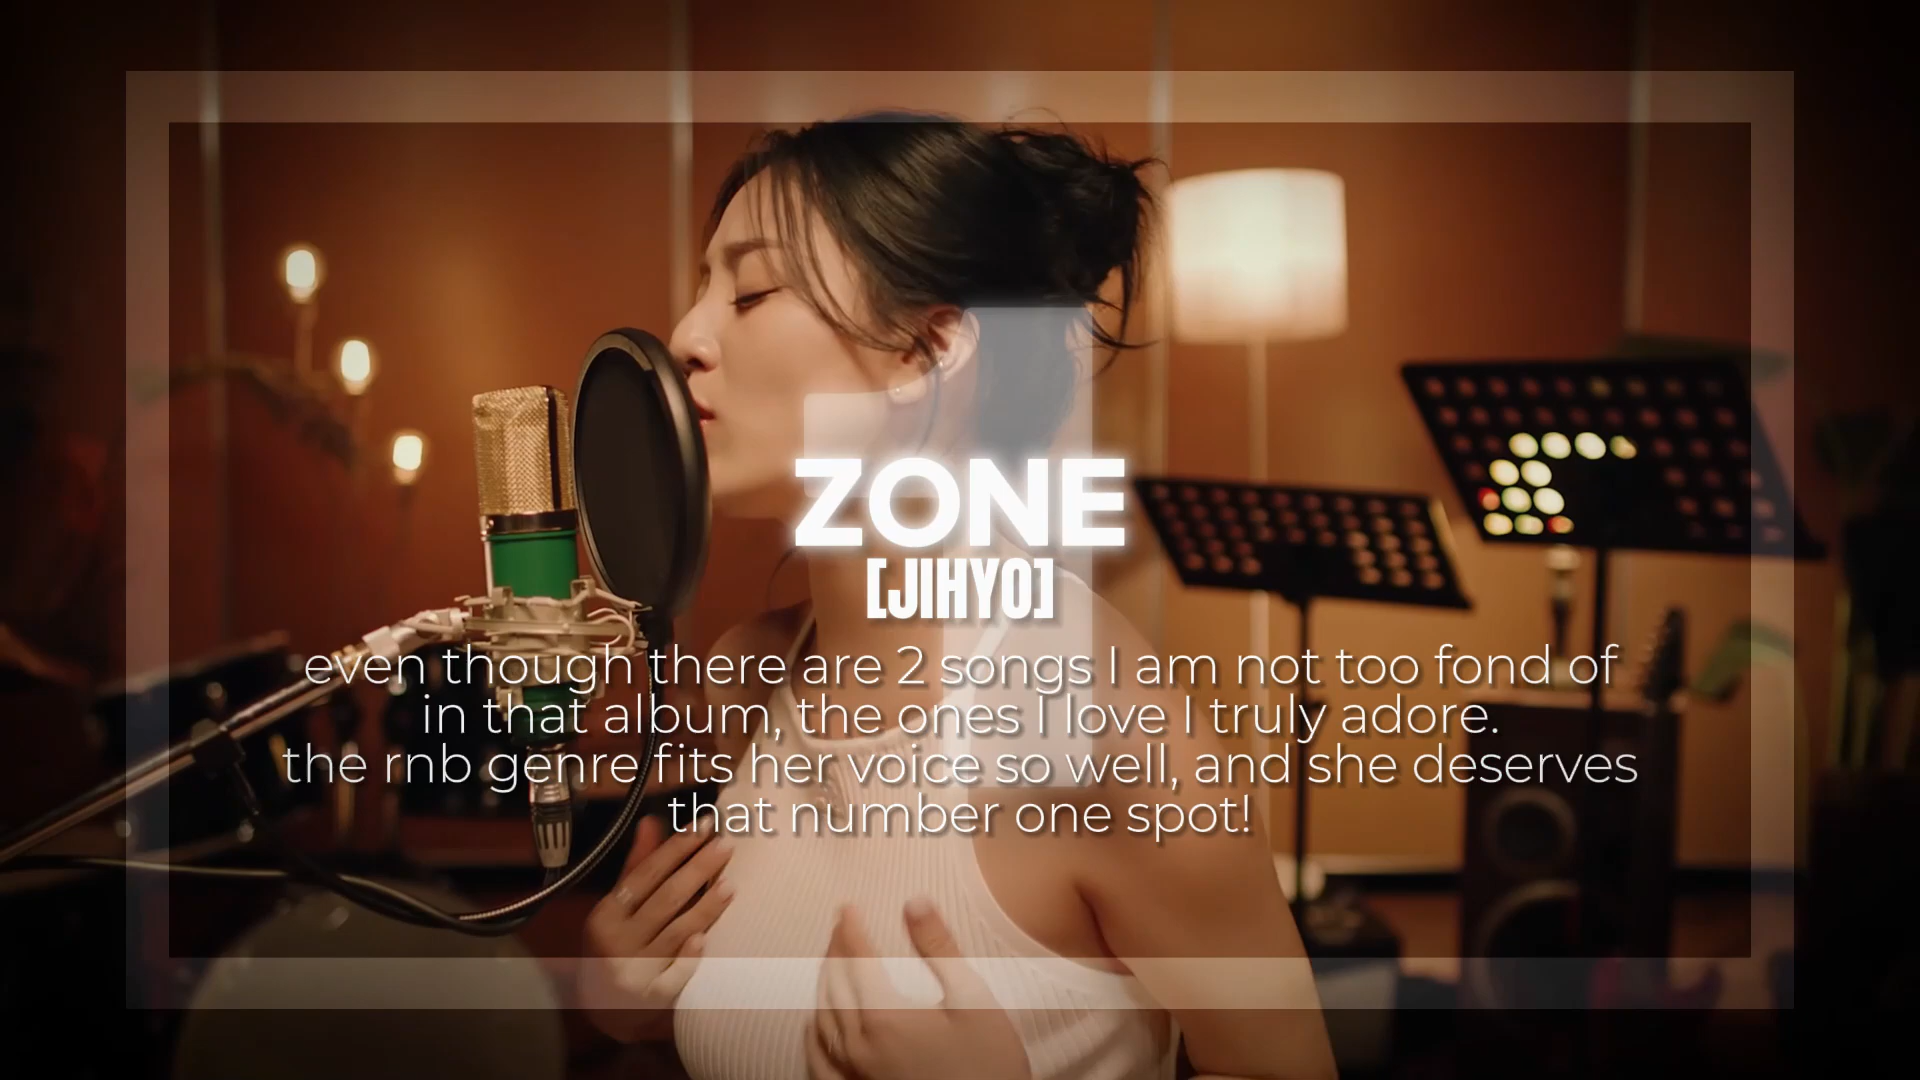 1
ZONE
[JIHYO]
even though there are 2 songs I am not too fond of
in that album, the ones I love I truly adore.
the rnb genre fits her voice so well, and she deserves
that number one spot!